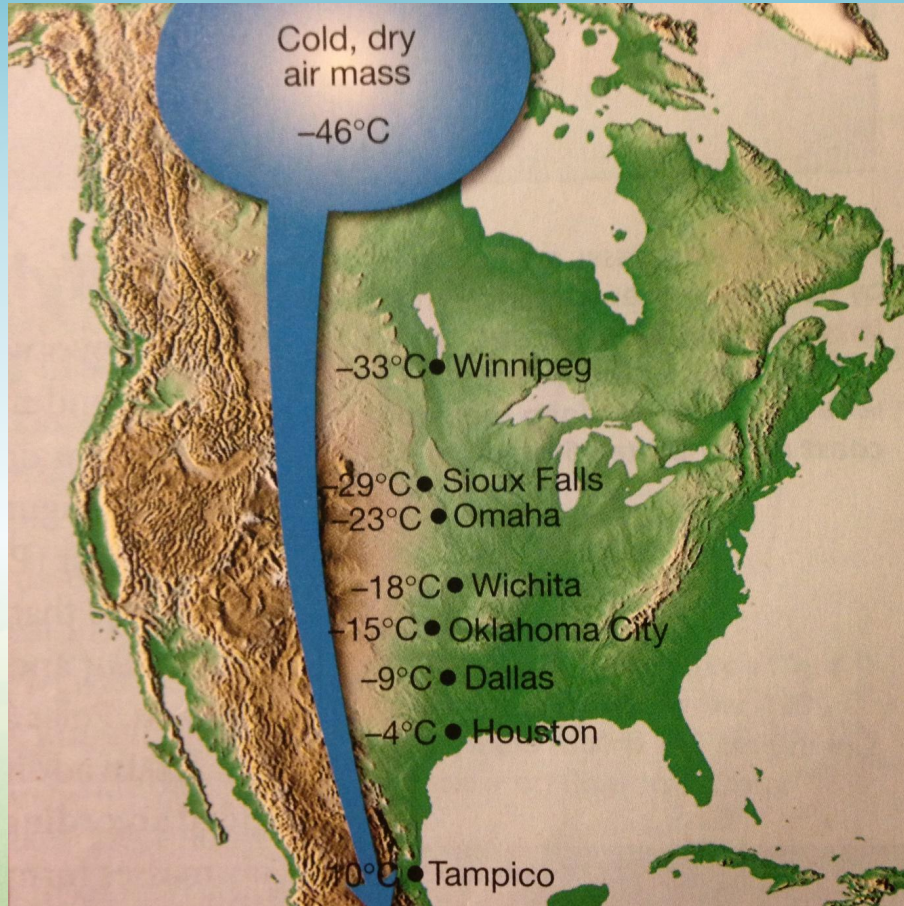 Cold, dry
air mass
–46°C
–33°C Winnipeg
–29°C Sioux Falls
–23°C Omaha
–18°C Wichita
–15°C Oklahoma City
–9°C Dallas
–4°C Houston
10°C Tampico